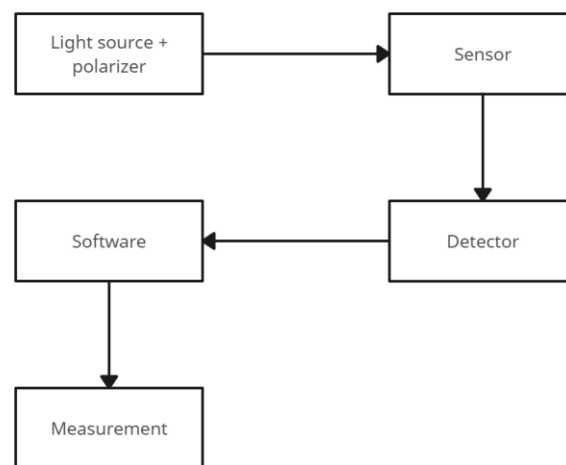 Light source +
polarizer
Sensor
Software
Detector
Measurement